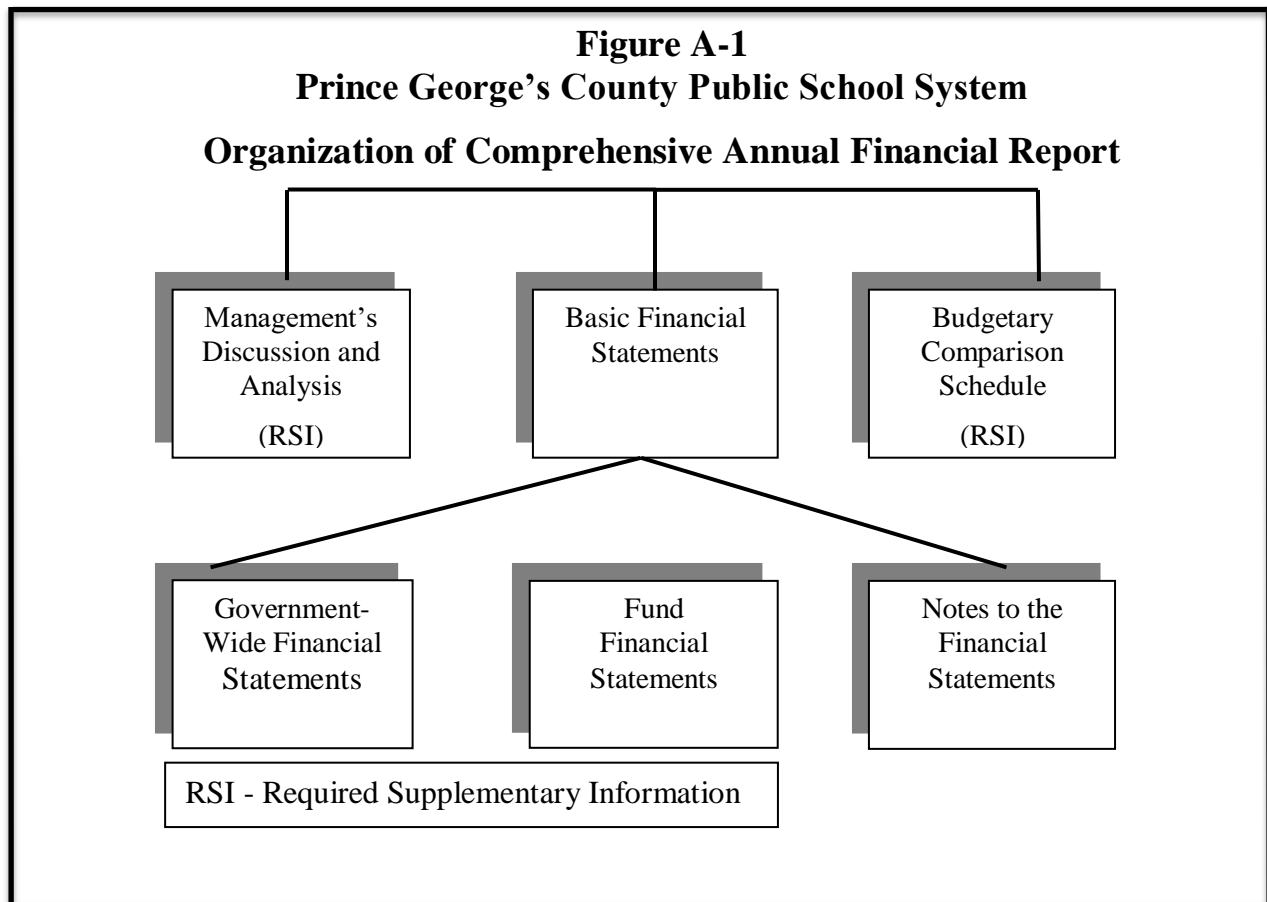 Figure A-1
Prince George’s County Public School System
Organization of Comprehensive Annual Financial Report
Management’s
Discussion and
Analysis
(RSI)
Basic Financial
Statements
Budgetary
Comparison
Schedule
(RSI)
Government-
Wide Financial
Statements
Fund
Financial
Statements
Notes to the
Financial
Statements
RSI - Required Supplementary Information